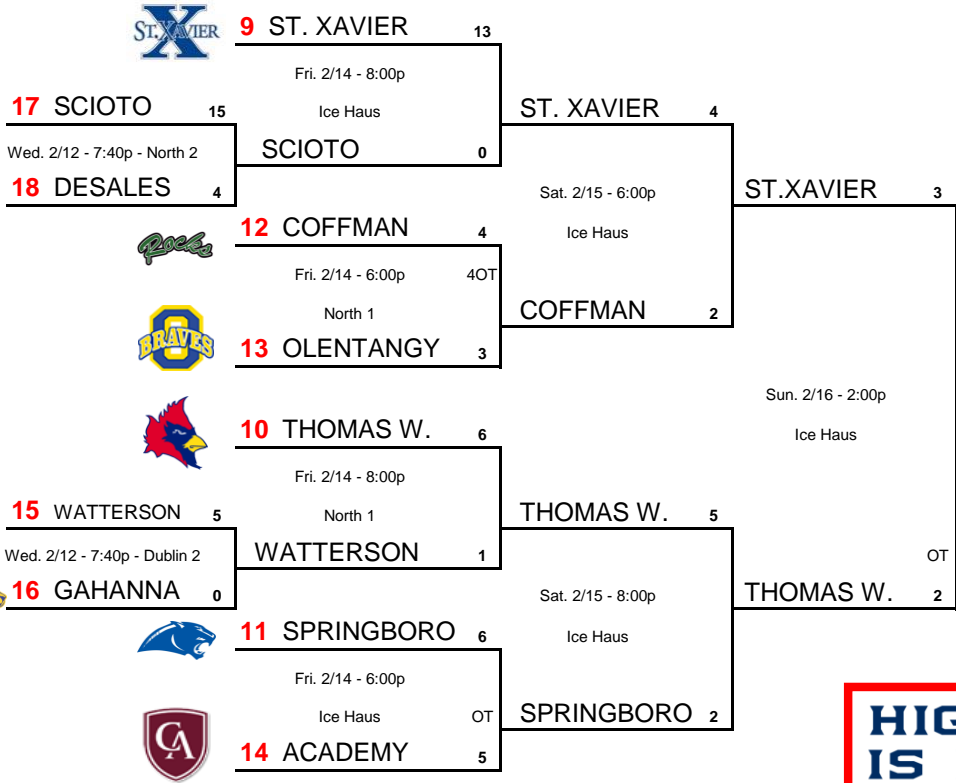 ST. XAVIER
9 ST. XAVIER 13
Fri. 2/14 - 8:00p
Ice Haus
17 SCIOTO 15
Wed. 2/12 - 7:40p - North 2
18 DESALES 4
SCIOTO 0
ST. XAVIER 4
Sat. 2/15 - 6:00p
Ice Haus
Rocks
12 COFFMAN 4
Fri. 2/14 - 6:00p 4OT
North 1
BRAVES
13 OLENTANGY 3
COFFMAN 2
ST.XAVIER 3
Sun. 2/16 - 2:00p
Ice Haus
10 THOMAS W. 6
Fri. 2/14 - 8:00p
North 1
15 WATTERSON 5
Wed. 2/12 - 7:40p - Dublin 2
16 GAHANNA 0
WATTERSON 1
THOMAS W. 5
Sat. 2/15 - 8:00p
Ice Haus
OT
THOMAS W. 2
11 SPRINGBORO 6
Fri. 2/14 - 6:00p
Ice Haus OT
CA
14 ACADEMY 5
SPRINGBORO 2
HIG
IS